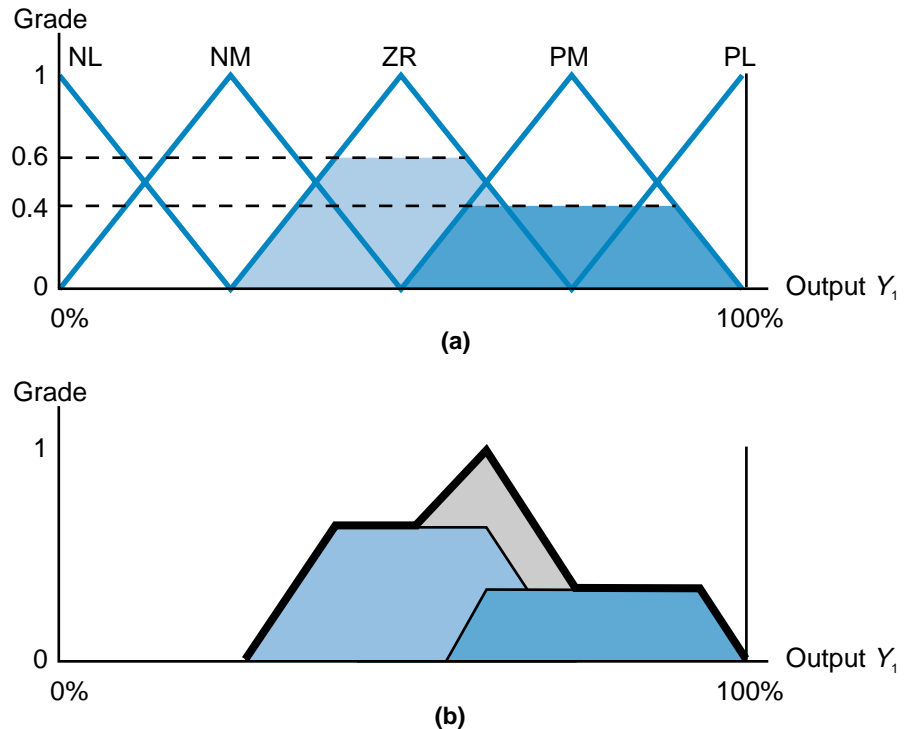 Grade
NL NM ZR PM PL
1
0.6
0.4
0
Output Y₁
0% 100%
(a)
Grade
1
0
Output Y₁
0% 100%
(b)